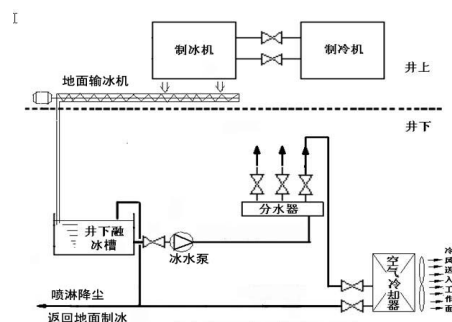 制冰机
制冷机
井上
地面输冰机
井下
分水器
井下融
冰槽
冰水泵
空气冷却器
冷风送入工作面
喷淋降尘
返回地面制冰